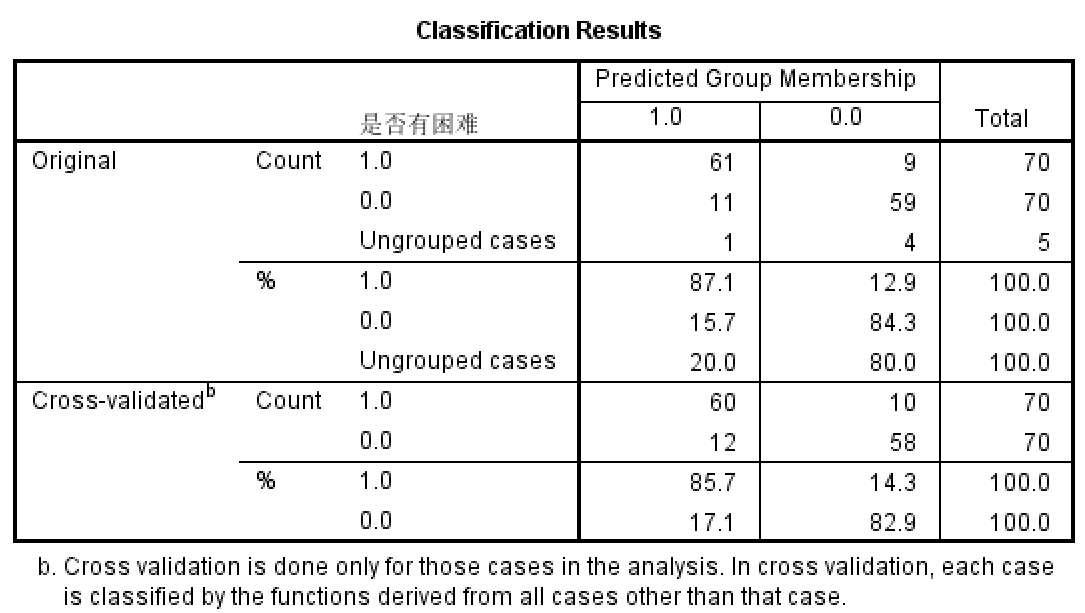 Classification Results
Predicted Group Membership
是否有困难 1.0 0.0 Total
Original Count 1.0 61 9 70
0.0 11 59 70
Ungrouped cases 1 4 5
% 1.0 87.1 12.9 100.0
0.0 15.7 84.3 100.0
Ungrouped cases 20.0 80.0 100.0
Cross-validatedb Count 1.0 60 10 70
0.0 12 58 70
% 1.0 85.7 14.3 100.0
0.0 17.1 82.9 100.0
b. Cross validation is done only for those cases in the analysis. In cross validation, each case
is classified by the functions derived from all cases other than that case.